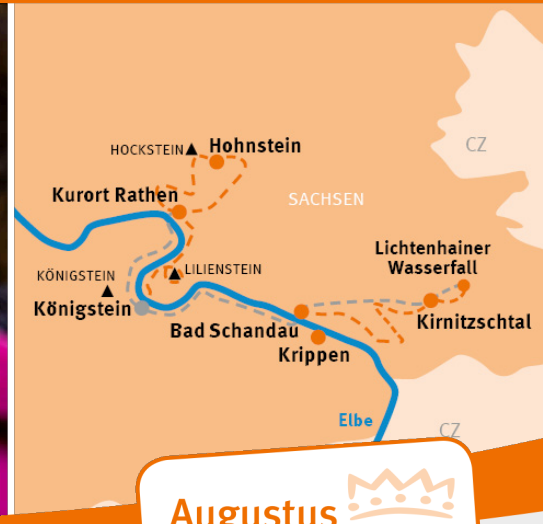 HOCKSTEIN
Hohnstein
CZ
Kurort Rathen
SACHSEN
Lichtenhainer
Wasserfall
KÖNIGSTEIN
LILIENSTEIN
Königstein
Bad Schandau
Kirnitzschtal
Krippen
Elbe
CZ
Augustus